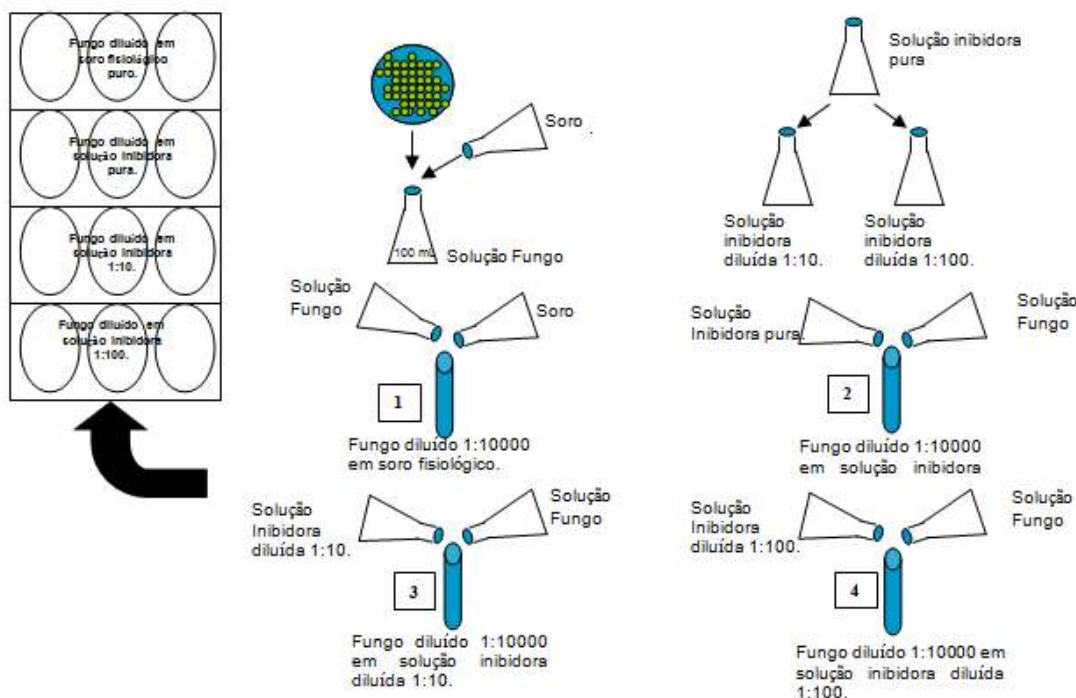 Fungo diluído em
soro fisiológico
puro.
Fungo diluído em
solução inibidora
pura.
Fungo diluído em
solução inibidora
1:10.
Fungo diluído em
solução inibidora
1:100.
Soro
.
100 mL
Solução Fungo
Solução inibidora
pura
Solução
inibidora
diluída 1:10.
Solução
inibidora
diluída 1:100.
Solução
Fungo
Soro
1
Fungo diluído 1:10000
em soro fisiológico.
Solução
Inibidora pura
Solução
Fungo
2
Fungo diluído 1:10000
em solução inibidora
Solução
Inibidora
diluída 1:10.
Solução
Fungo
3
Fungo diluído 1:10000
em solução inibidora
diluída 1:10.
Solução
Inibidora
diluída 1:100.
Solução
Fungo
4
Fungo diluído 1:10000 em
solução inibidora diluída
1:100.